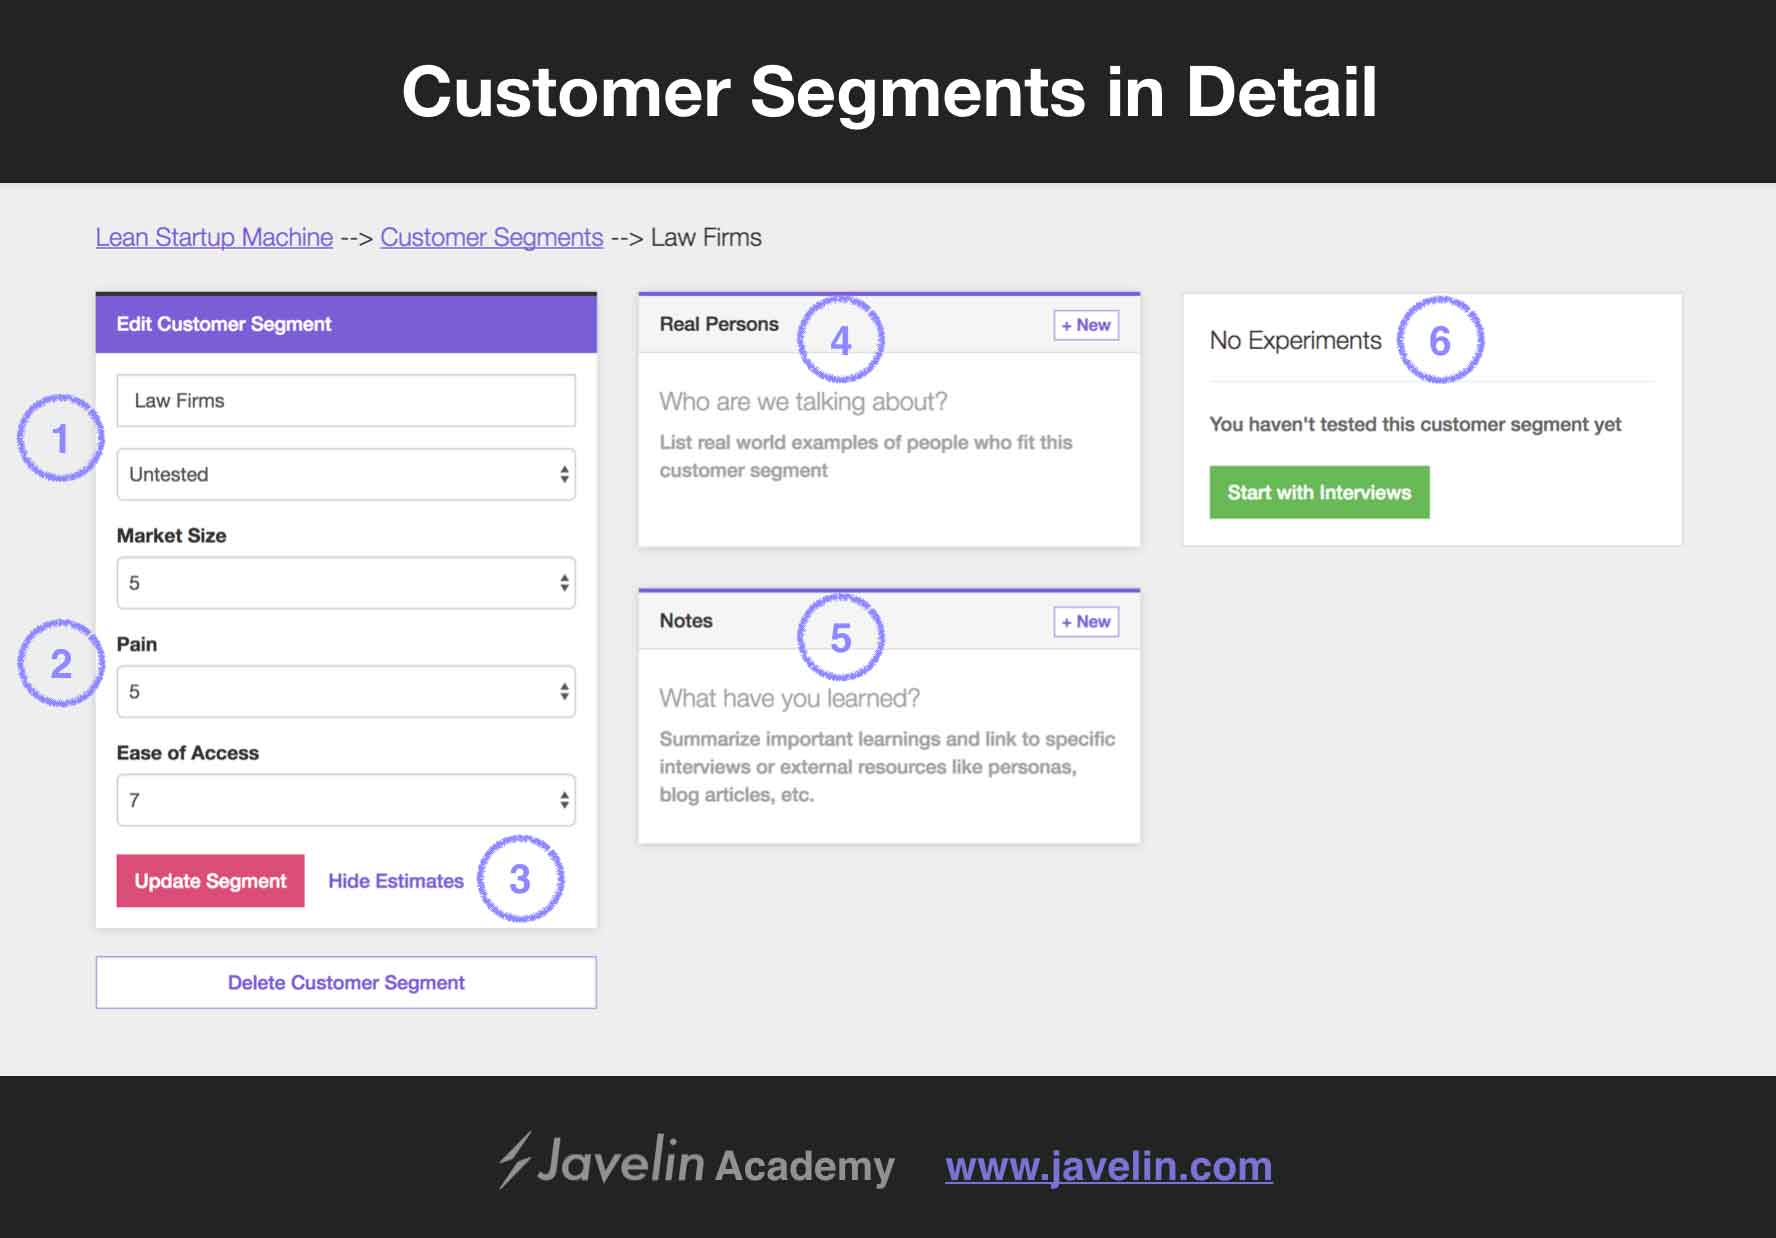 Customer Segments in Detail
Lean Startup Machine --> Customer Segments --> Law Firms
Edit Customer Segment
1
Law Firms
Untested
Market Size
5
2
Pain
5
Ease of Access
7
Update Segment
Hide Estimates
3
Delete Customer Segment
Real Persons
4
+ New
Who are we talking about?
List real world examples of people who fit this
customer segment
Notes
5
+ New
What have you learned?
Summarize important learnings and link to specific
interviews or external resources like personas,
blog articles, etc.
No Experiments
6
You haven't tested this customer segment yet
Start with Interviews
Javelin Academy
www.javelin.com